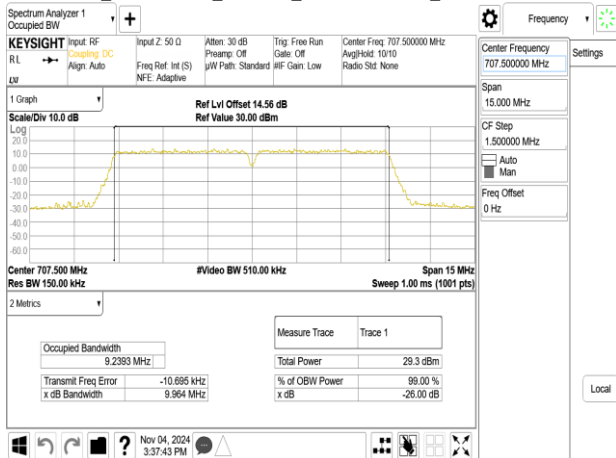 Spectrum Analyzer 1
Occupied BW
Frequency
KEYSIGHT
RL
LXI
Input: RF
Coupling: DC
Align: Auto
Input Z: 50 Ω
Freq Ref: Int (S)
NFE: Adaptive
Atten: 30 dB
Preamp: Off
µW Path: Standard
Trig: Free Run
Gate: Off
#IF Gain: Low
Center Freq: 707.500000 MHz
Avg|Hold: 10/10
Radio Std: None
Center Frequency
707.500000 MHz
Settings
Span
15.000 MHz
CF Step
1.500000 MHz
Auto
Man
Freq Offset
0 Hz
Local
1 Graph
Scale/Div 10.0 dB
Ref Lvl Offset 14.56 dB
Ref Value 30.00 dBm
Log
20.0
10.0
0.00
-10.0
-20.0
-30.0
-40.0
-50.0
-60.0
Center 707.500 MHz
Res BW 150.00 kHz
#Video BW 510.00 kHz
Span 15 MHz
Sweep 1.00 ms (1001 pts)
2 Metrics
Measure Trace Trace 1
Occupied Bandwidth
9.2393 MHz
Total Power 29.3 dBm
Transmit Freq Error -10.695 kHz
% of OBW Power 99.00 %
x dB Bandwidth 9.964 MHz
x dB -26.00 dB
Nov 04, 2024
3:37:43 PM